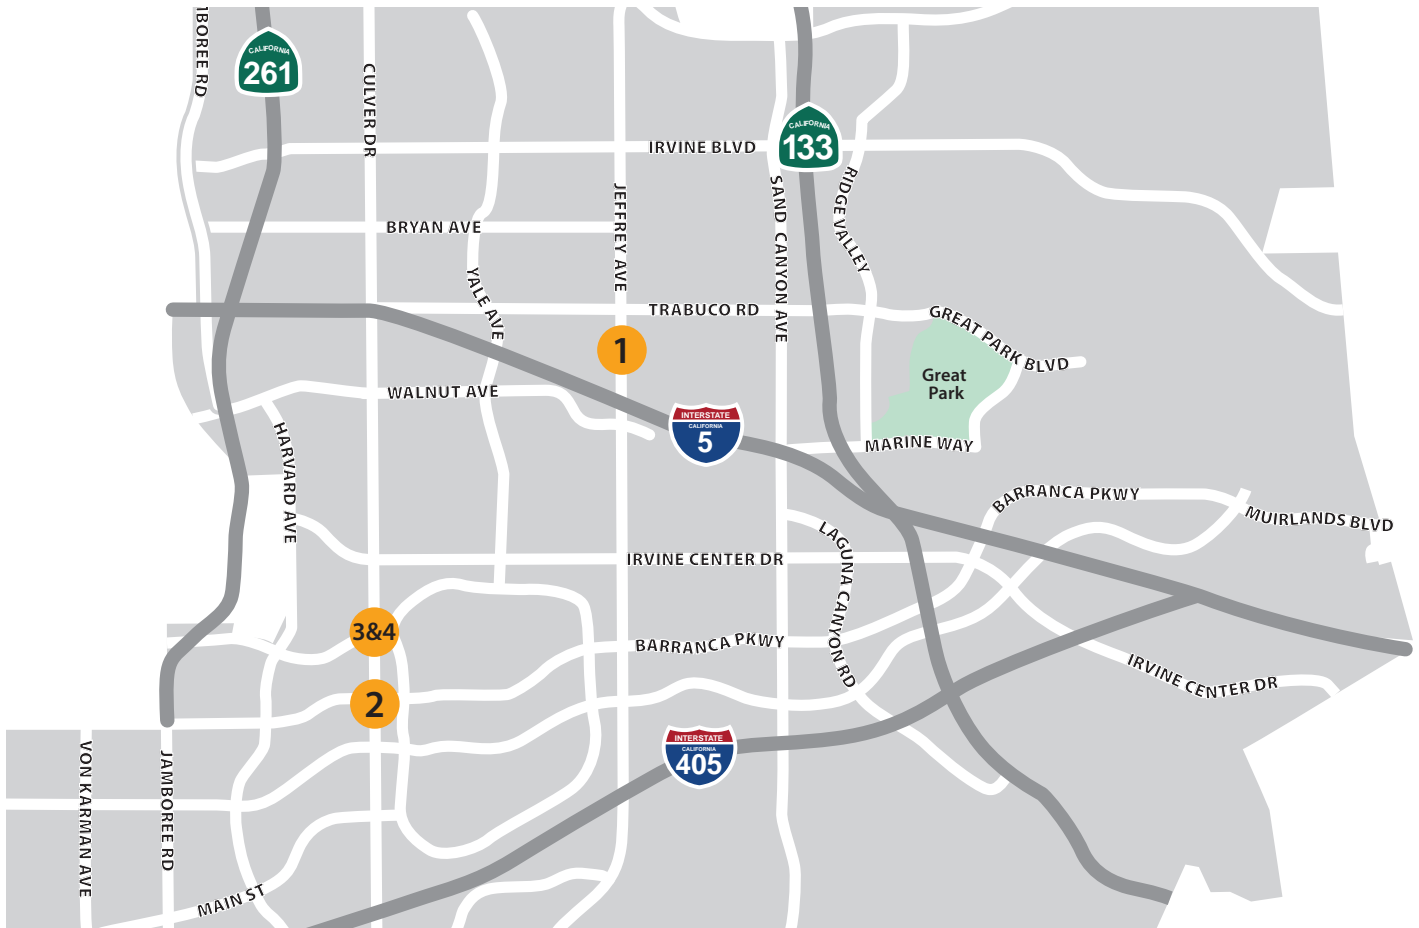 MBOREE RD
CALIFORNIA
261
CULVER DR
CALIFORNIA
133
IRVINE BLVD
RIDGE VALLEY
JEFFREY AVE
SAND CANYON AVE
BRYAN AVE
YALE AVE
TRABUCO RD
GREAT PARK BLVD
1
Great
Park
WALNUT AVE
INTERSTATE
CALIFORNIA
5
MARINE WAY
HARVARD AVE
BARRANCA PKWY
MUIRLANDS BLVD
LAGUNA CANYON RD
IRVINE CENTER DR
3&4
BARRANCA PKWY
IRVINE CENTER DR
2
INTERSTATE
CALIFORNIA
405
VON KARMAN AVE
JAMBOREE RD
MAIN ST